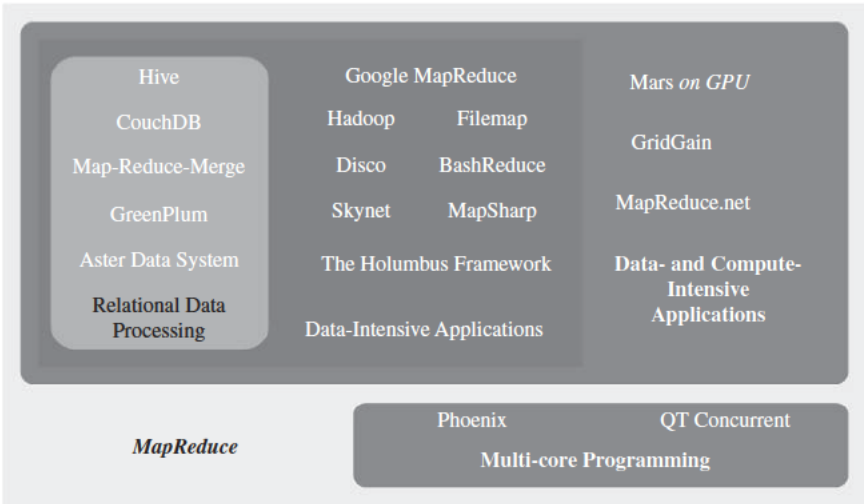 Hive
CouchDB
Map-Reduce-Merge
GreenPlum
Aster Data System
Relational Data
Processing
Google MapReduce
Hadoop Filemap
Disco BashReduce
Skynet MapSharp
The Holumbus Framework
Data-Intensive Applications
Mars on GPU
GridGain
MapReduce.net
Data- and Compute-
Intensive
Applications
MapReduce
Phoenix QT Concurrent
Multi-core Programming